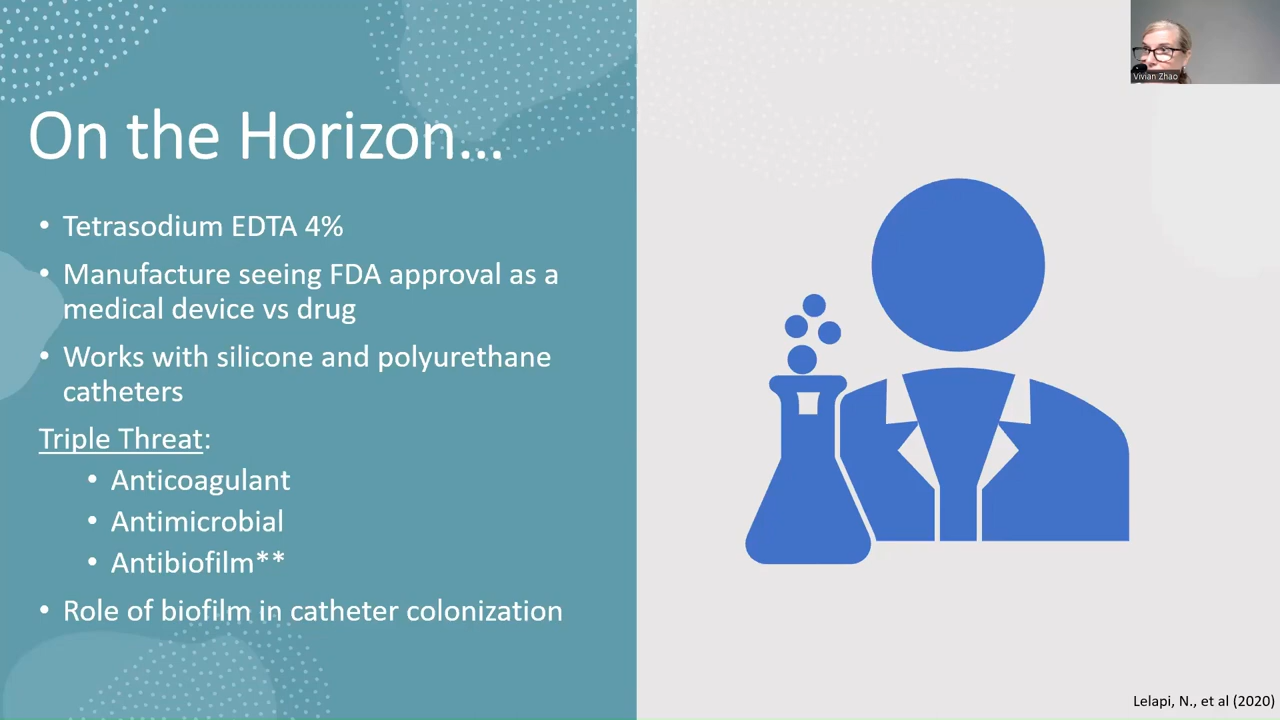 On the Horizon...
• Tetrasodium EDTA 4%
• Manufacture seeing FDA approval as a
medical device vs drug
• Works with silicone and polyurethane
catheters
Triple Threat:
• Anticoagulant
• Antimicrobial
• Antibiofilm**
• Role of biofilm in catheter colonization
Vivian Zhao
Lelapi, N., et al (2020)